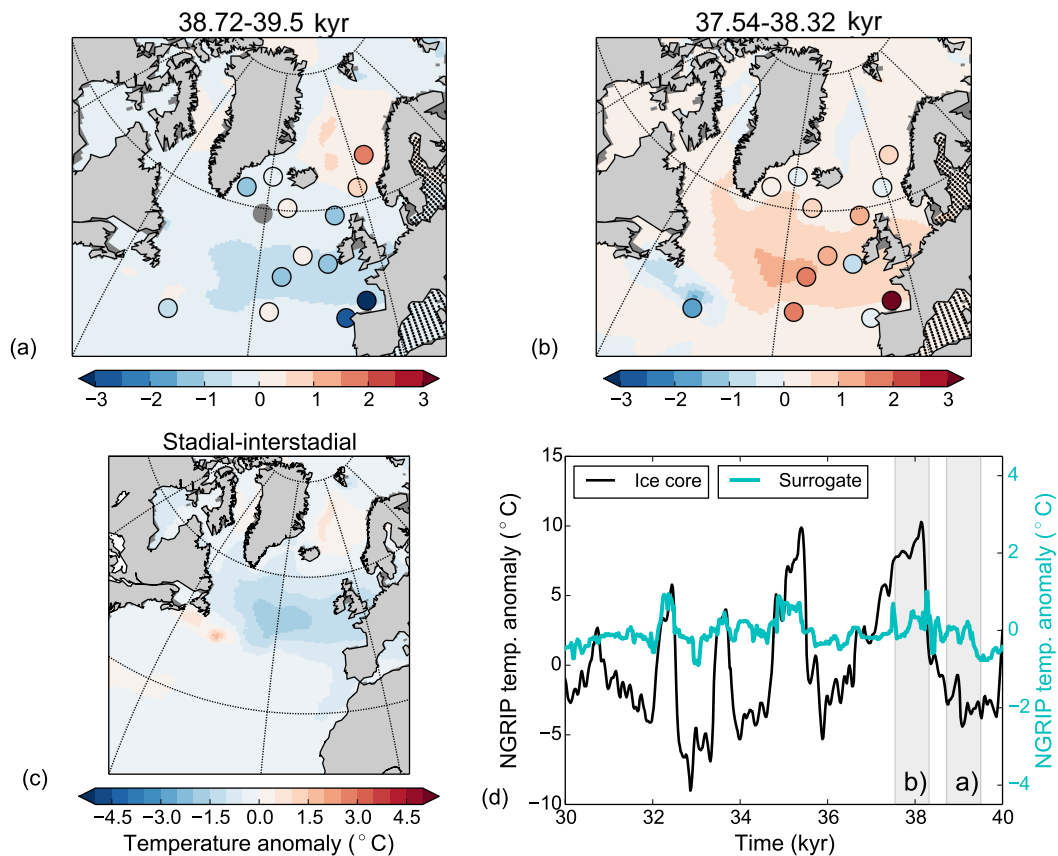 38.72-39.5 kyr
37.54-38.32 kyr
(a)
(b)
−3 −2 −1 0 1 2 3
−3 −2 −1 0 1 2 3
Stadial-interstadial
(c)
−4.5 −3.0 −1.5 0.0 1.5 3.0 4.5
Temperature anomaly (°C)
Ice core
Surrogate
NGRIP temp. anomaly (°C)
15
10
5
0
−5
−10
4
2
0
−2
−4
NGRIP temp. anomaly (°C)
b)
a)
(d)
30 32 34 36 38 40
Time (kyr)